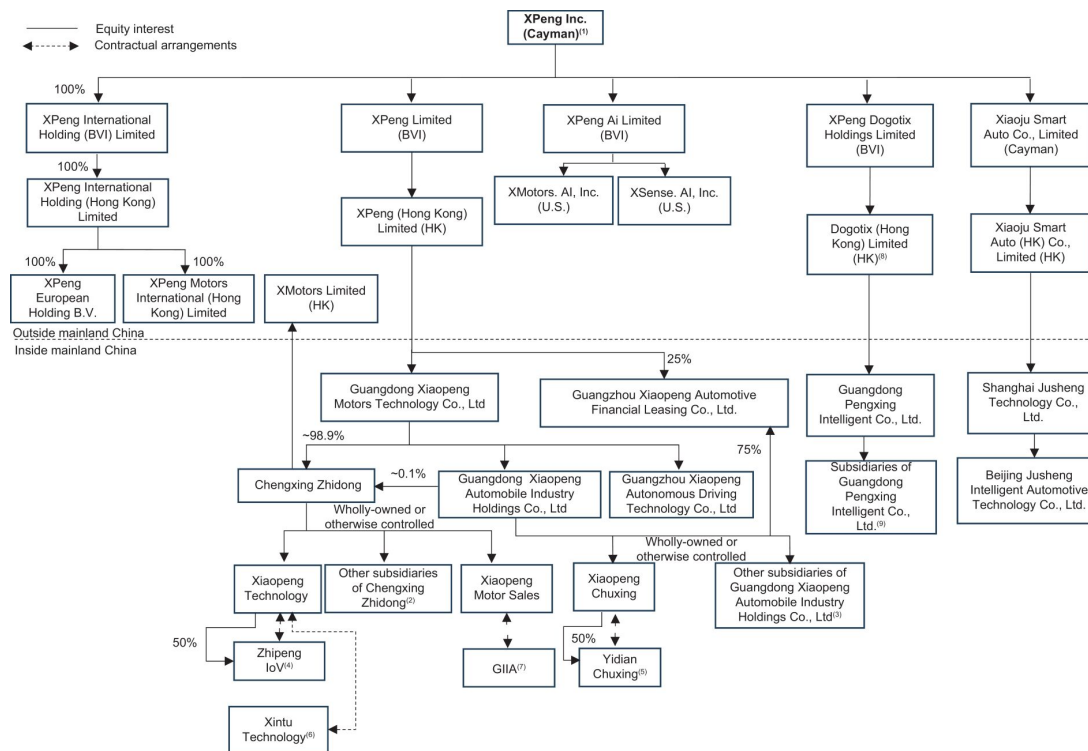 XPeng Inc.
(Cayman)(1)
Equity interest
Contractual arrangements
100%
XPeng International
Holding (BVI) Limited
XPeng Limited
(BVI)
XPeng Ai Limited
(BVI)
XPeng Dogotix
Holdings Limited
(BVI)
Xiaoju Smart
Auto Co., Limited
(Cayman)
100%
XPeng International
Holding (Hong Kong)
Limited
XPeng (Hong Kong)
Limited (HK)
XMotors. AI, Inc.
(U.S.)
XSense. AI, Inc.
(U.S.)
Dogotix (Hong
Kong) Limited
(HK)(8)
Xiaoju Smart
Auto (HK) Co.,
Limited (HK)
100%
100%
XPeng
European
Holding B.V.
XPeng Motors
International (Hong
Kong) Limited
XMotors Limited
(HK)
Outside mainland China
Inside mainland China
25%
Guangdong Xiaopeng
Motors Technology Co., Ltd
Guangzhou Xiaopeng Automotive
Financial Leasing Co., Ltd.
Guangdong
Pengxing
Intelligent Co., Ltd.
Shanghai Jusheng
Technology Co.,
Ltd.
~98.9%
75%
Chengxing Zhidong
~0.1%
Guangdong Xiaopeng
Automobile Industry
Holdings Co., Ltd
Guangzhou Xiaopeng
Autonomous Driving
Technology Co., Ltd
Subsidiaries of
Guangdong
Pengxing
Intelligent Co.,
Ltd.(9)
Beijing Jusheng
Intelligent Automotive
Technology Co., Ltd.
Wholly-owned or
otherwise controlled
Wholly-owned or
otherwise controlled
Xiaopeng
Technology
Other subsidiaries
of Chengxing
Zhidong(2)
Xiaopeng
Motor Sales
Xiaopeng
Chuxing
Other subsidiaries of
Guangdong Xiaopeng
Automobile Industry
Holdings Co., Ltd(3)
50%
Zhipeng
IoV(4)
GIIA(7)
50%
Yidian
Chuxing(5)
Xintu
Technology(6)